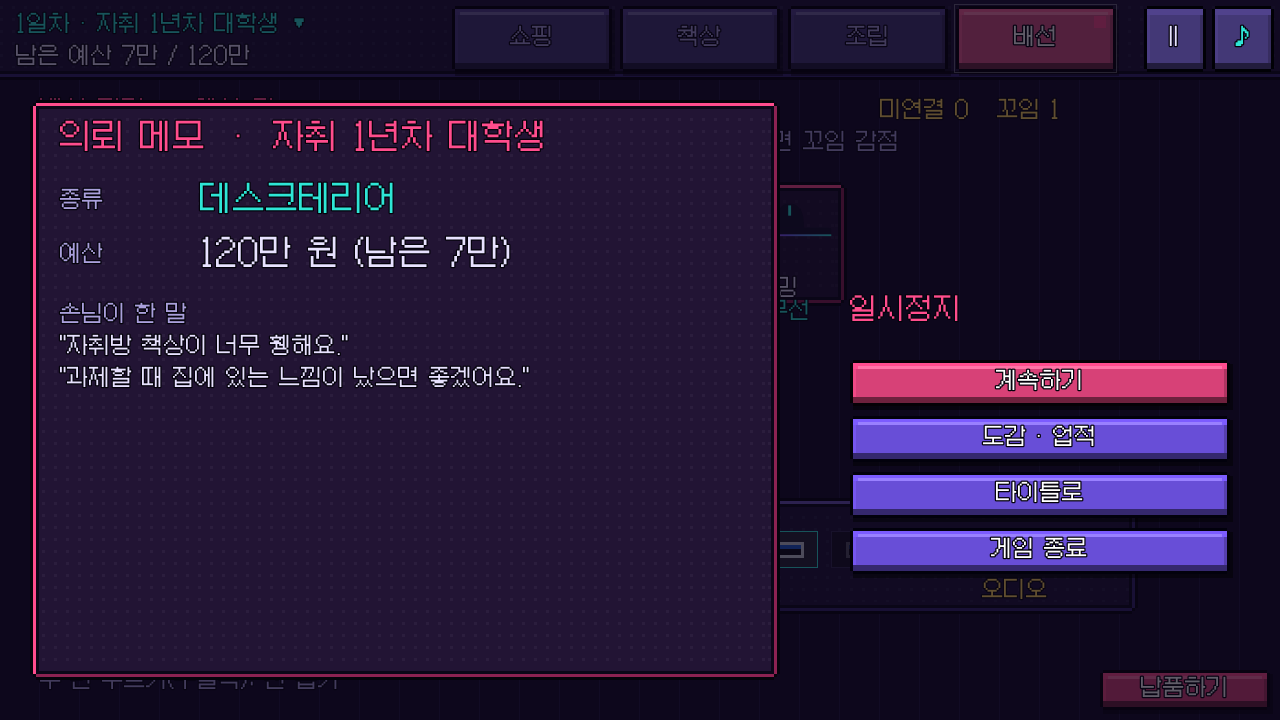 1일차 · 자취 1년차 대학생 ▼
남은 예산 7만 / 120만
쇼핑
책상
조립
배선
미연결 0 꼬임 1
면 꼬임 감점
의뢰 메모 · 자취 1년차 대학생
종류 데스크테리어
예산 120만 원 (남은 7만)
손님이 한 말
"자취방 책상이 너무 휑해요."
"과제할 때 집에 있는 느낌이 났으면 좋겠어요."
일시정지
계속하기
도감 · 업적
타이틀로
게임 종료
오디오
납품하기